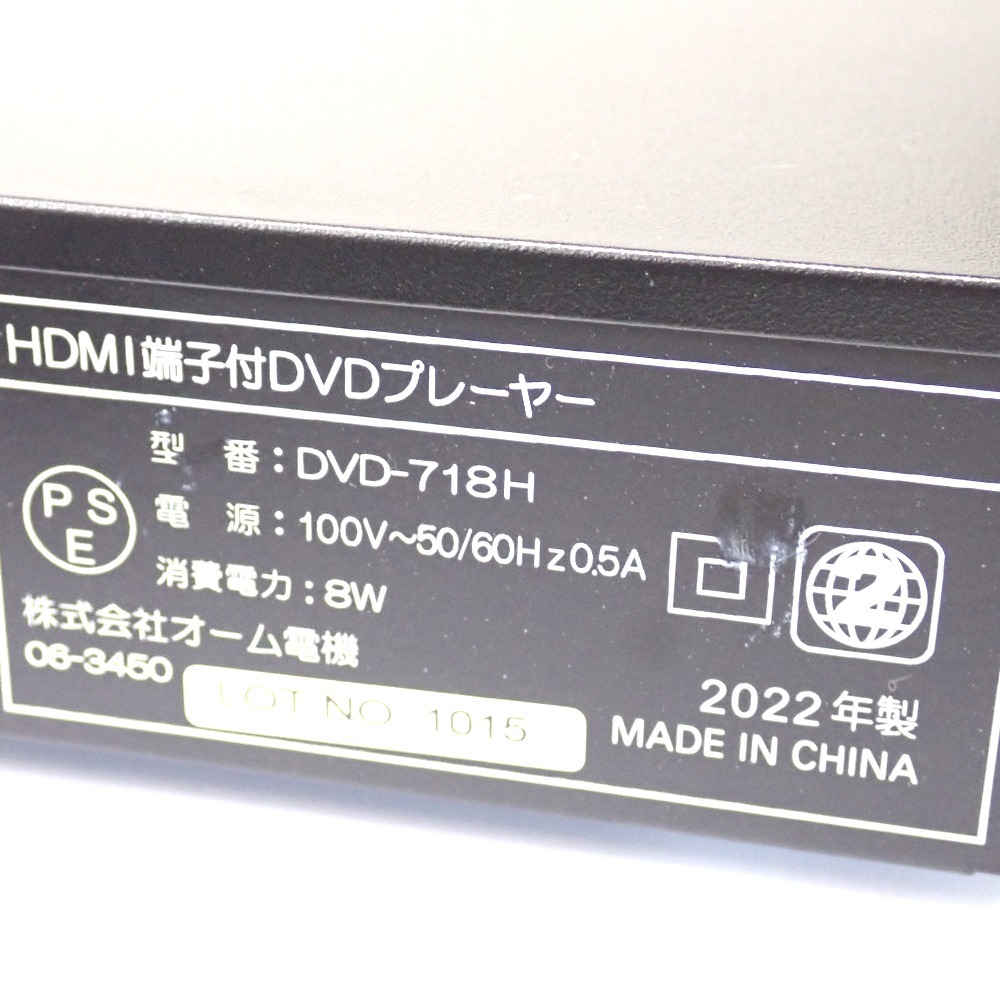 HDMI端子付DVDプレーヤー
型 番:DVD-718H
電 源:100V~50/60Hz0.5A
消費電力:8W
PSE
株式会社オーム電機
06-3450
LOT NO 1015
2
2022年製
MADE IN CHINA